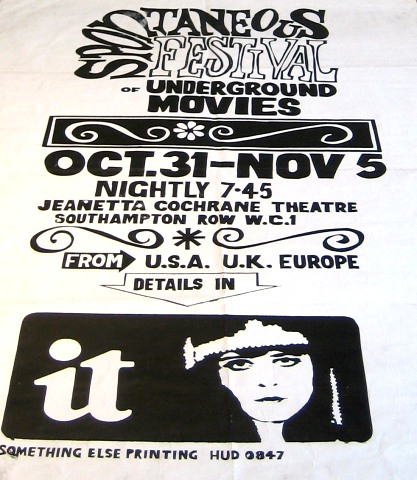 SPONTANEOUS
FESTIVAL
OF UNDERGROUND
MOVIES
OCT.31-NOV 5
NIGHTLY 7·45
JEANETTA COCHRANE THEATRE
SOUTHAMPTON ROW W.C.1
FROM U.S.A. U.K. EUROPE
DETAILS IN
it
SOMETHING ELSE PRINTING HUD 0847